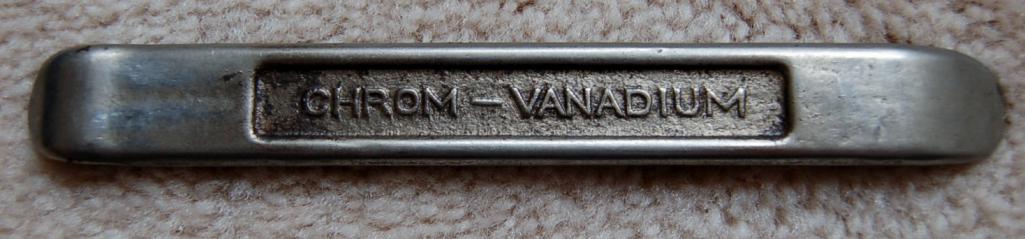 CHROM – VANADIUM